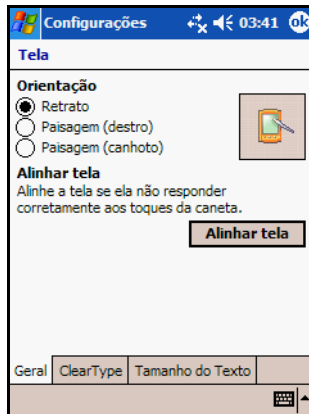 Configurações 03:41 ok
Tela
Orientação
Retrato
Paisagem (destro)
Paisagem (canhoto)
Alinhar tela
Alinhe a tela se ela não responder
corretamente aos toques da caneta.
Alinhar tela
Geral ClearType Tamanho do Texto